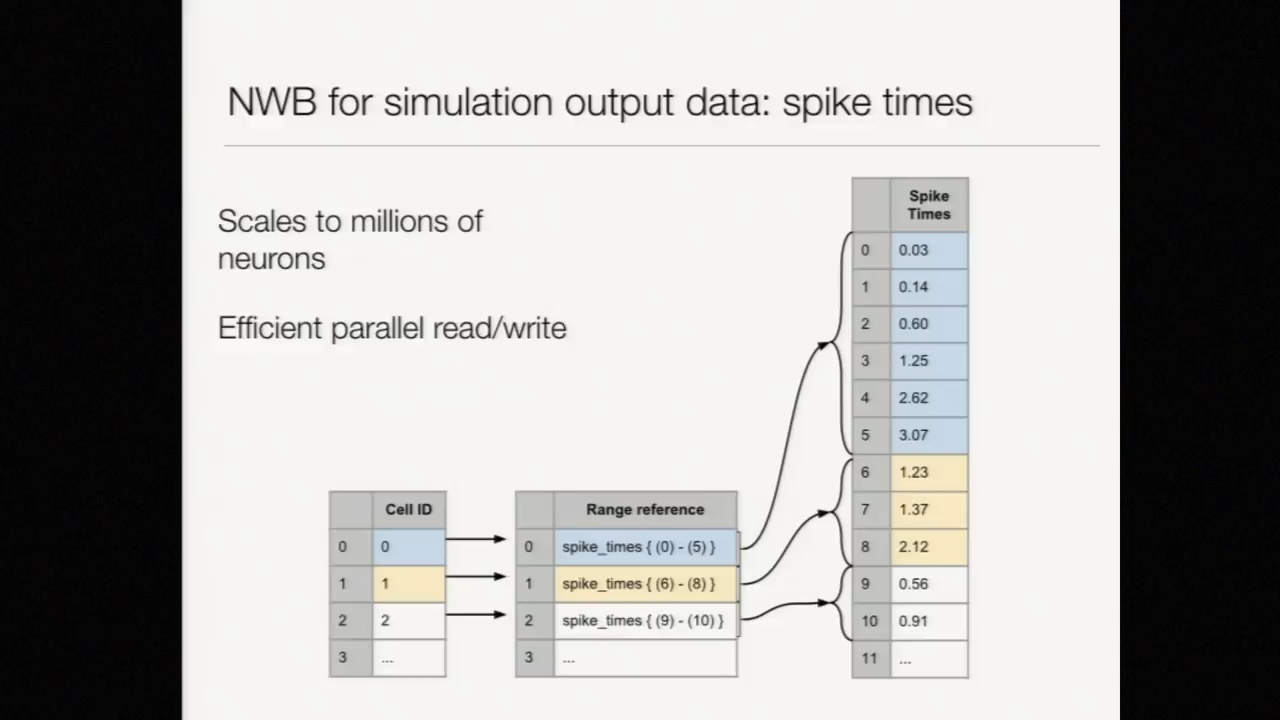 NWB for simulation output data: spike times
Scales to millions of
neurons
Efficient parallel read/write
Cell ID
0 0
1 1
2 2
3 ...
Range reference
0 spike_times { (0) - (5) }
1 spike_times { (6) - (8) }
2 spike_times { (9) - (10) }
3 ...
Spike
Times
0 0.03
1 0.14
2 0.60
3 1.25
4 2.62
5 3.07
6 1.23
7 1.37
8 2.12
9 0.56
10 0.91
11 ...